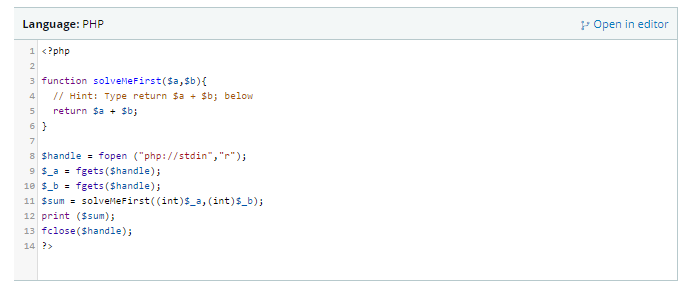 Language: PHP
Open in editor
1 <?php
2
3 function solveMeFirst($a,$b){
4   // Hint: Type return $a + $b; below
5   return $a + $b;
6 }
7
8 $handle = fopen ("php://stdin","r");
9 $_a = fgets($handle);
10 $_b = fgets($handle);
11 $sum = solveMeFirst((int)$_a,(int)$_b);
12 print ($sum);
13 fclose($handle);
14 ?>